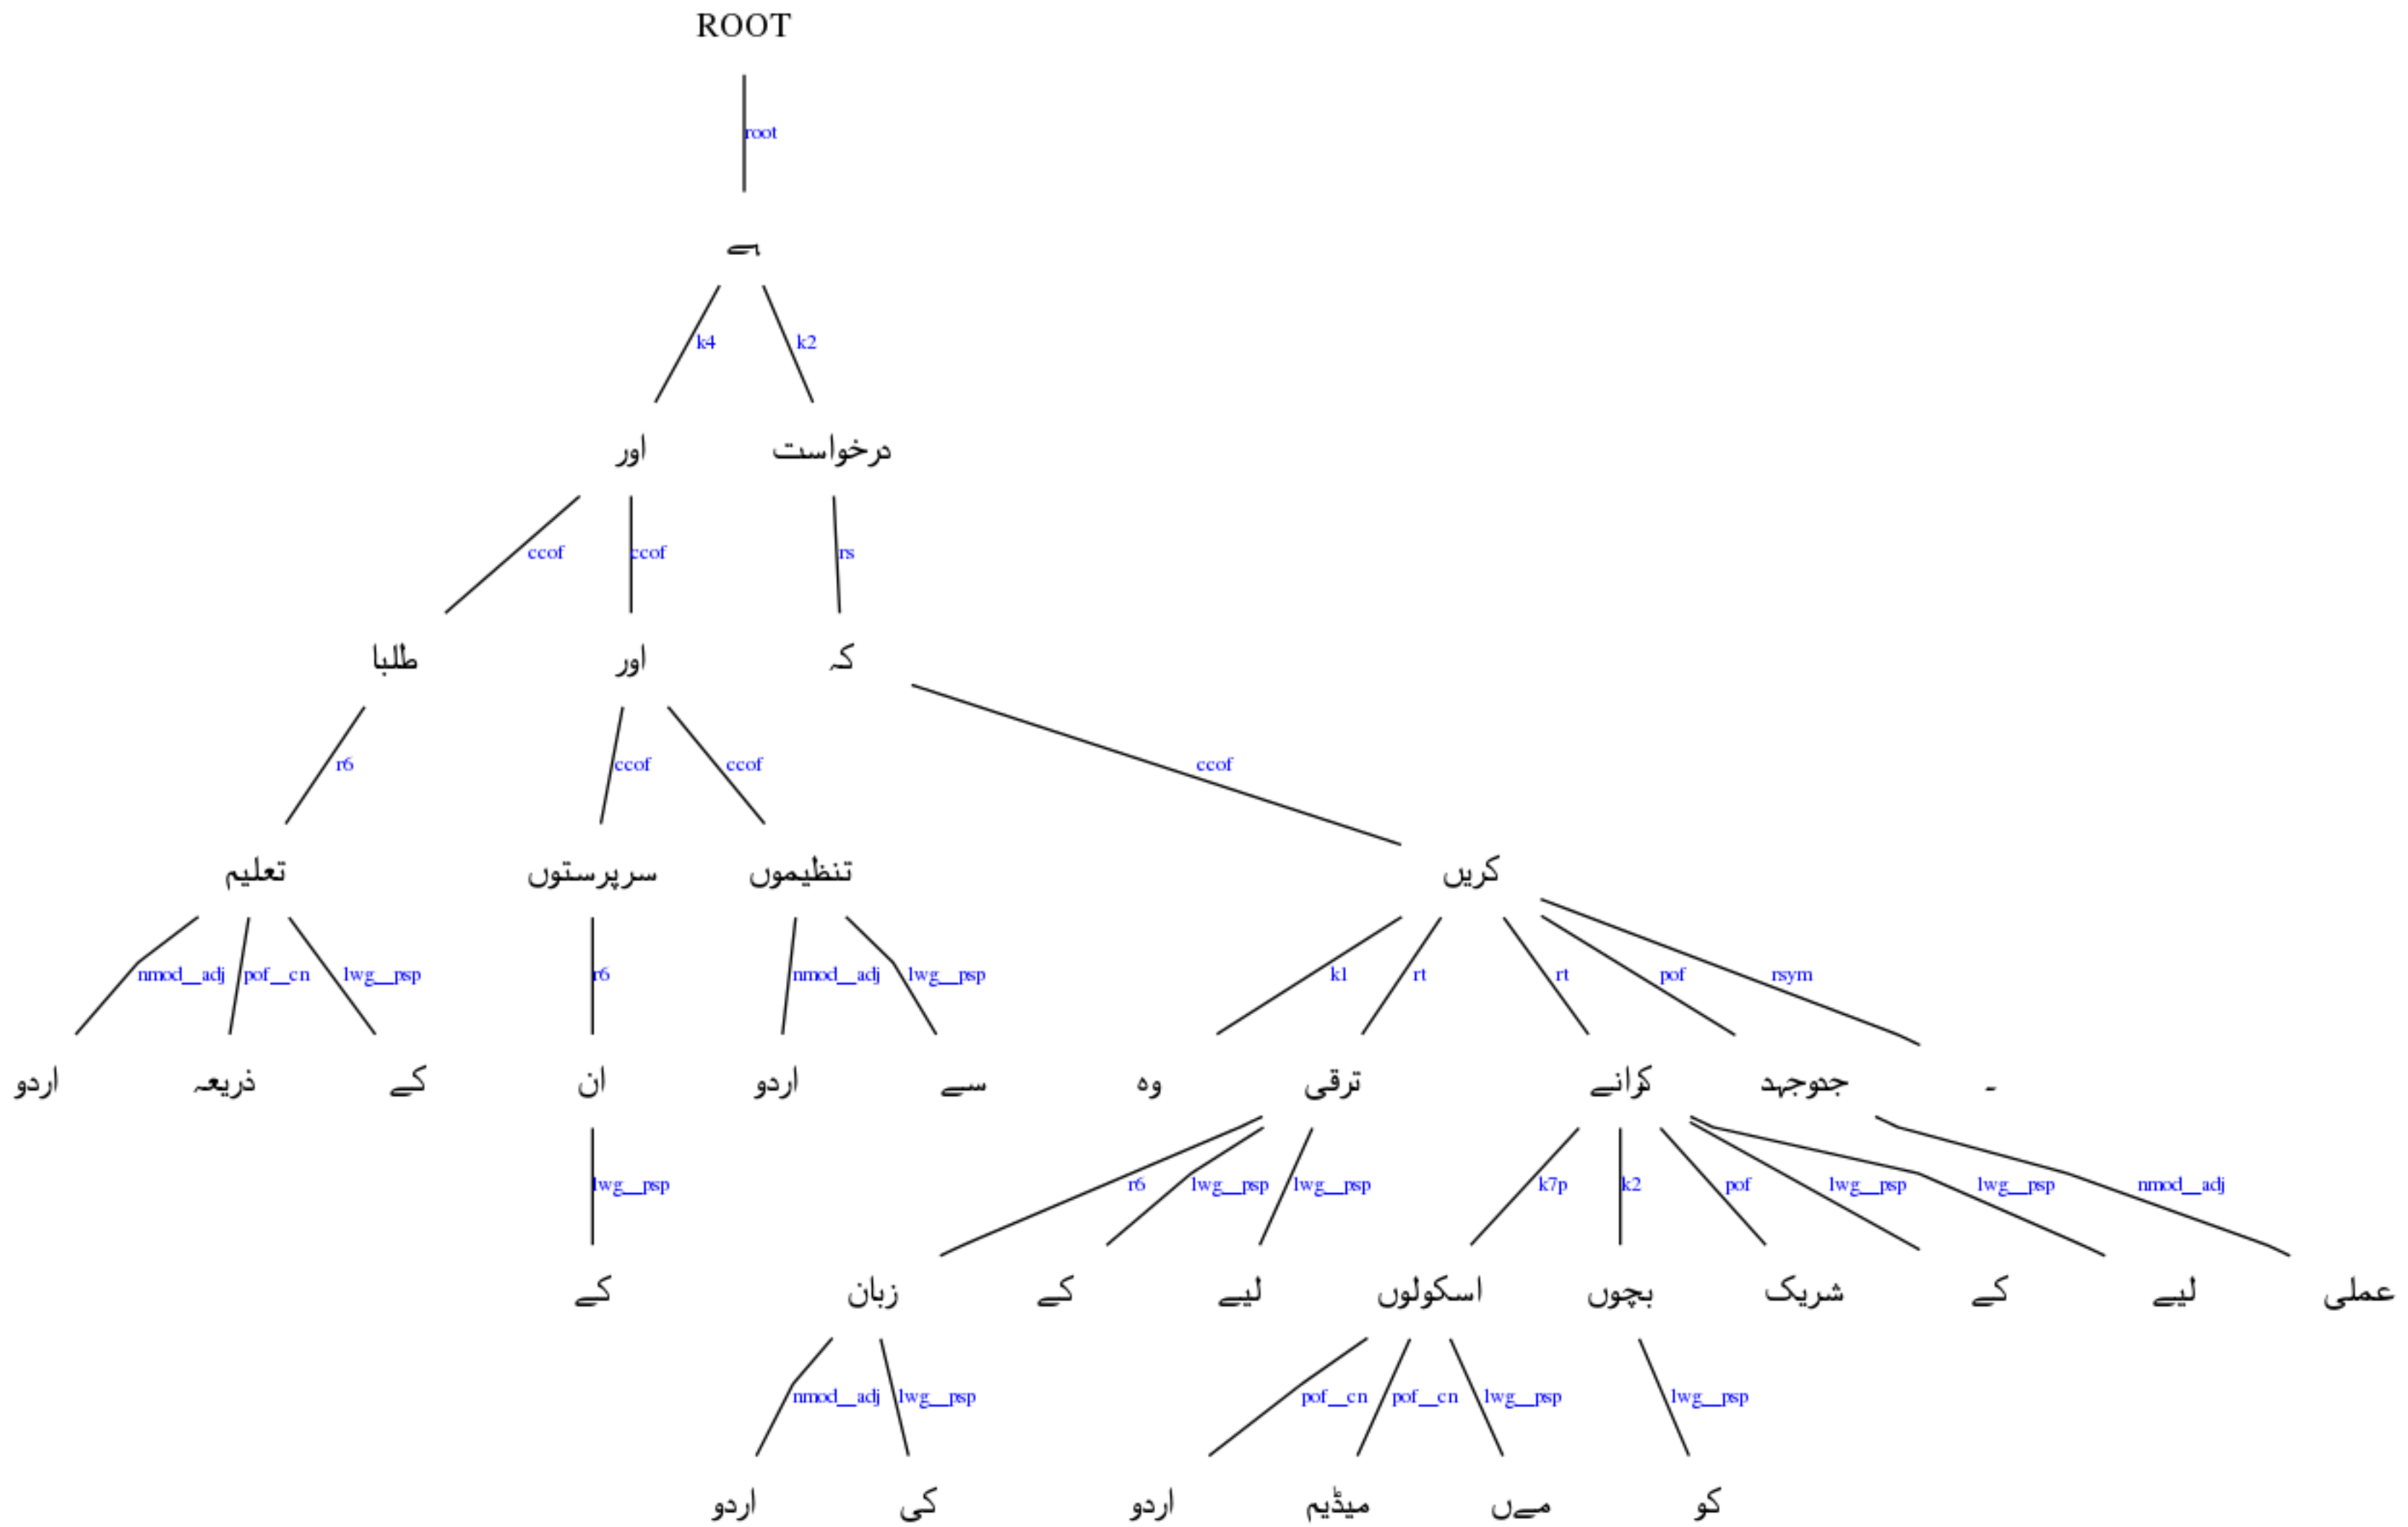 ROOT
root
ہے
k4 k2
اور درخواست
ccof ccof rs
طلبا اور کہ
r6 ccof ccof ccof
تعلیم سرپرستوں تنظیموں کریں
nmod__adj pof__cn lwg__psp r6 nmod__adj lwg__psp k1 rt rt pof rsym
اردو ذریعہ کے ان اردو سے وہ ترقی کرانے جدوجہد ۔
lwg__psp r6 lwg__psp lwg__psp k7p k2 pof lwg__psp lwg__psp nmod__adj
کے زبان کے لیے اسکولوں بچوں شریک کے لیے عملی
nmod__adj lwg__psp pof__cn pof__cn lwg__psp lwg__psp
اردو کی اردو میڈیم مےں کو